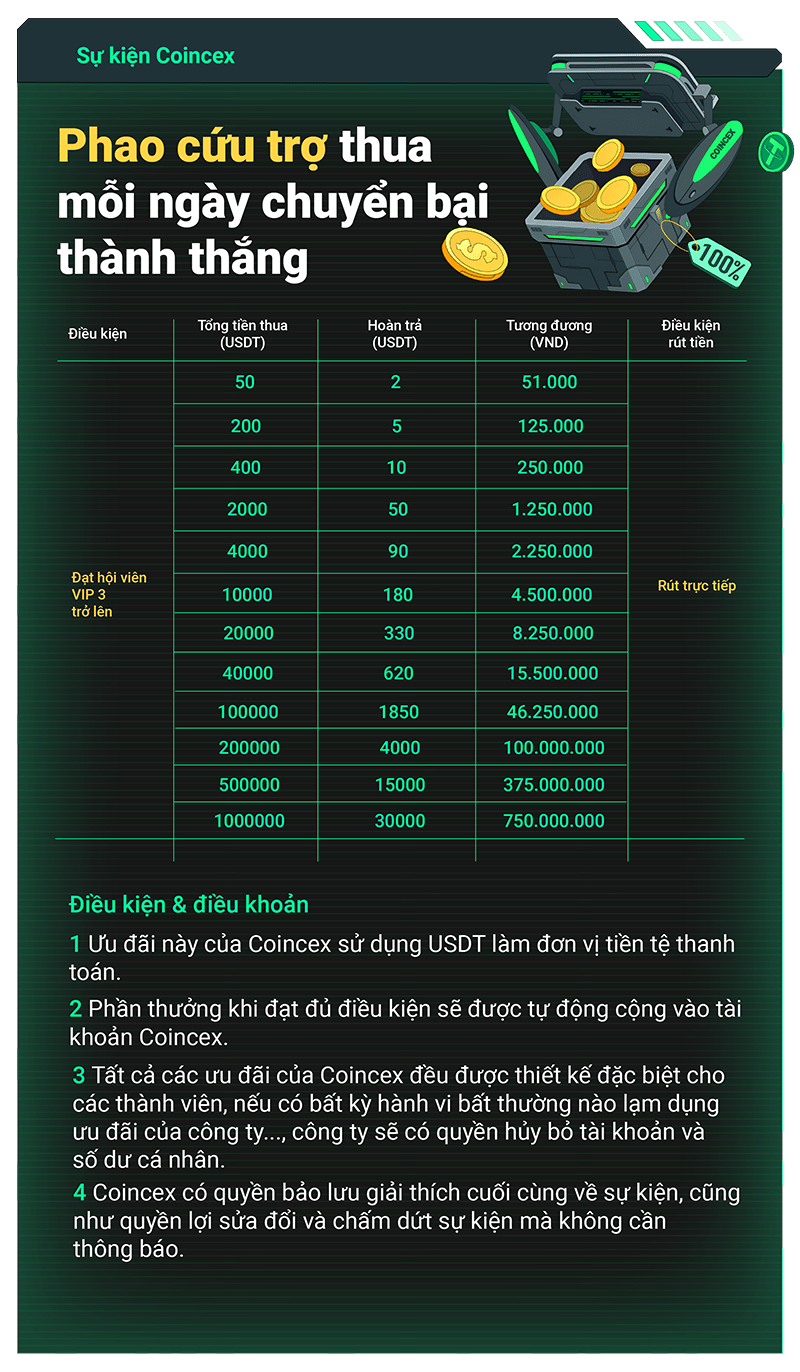 Sự kiện Coincex
Phao cứu trợ thua
mỗi ngày chuyển bại
thành thắng
COINCEX
100%
Điều kiện
Tổng tiền thua
(USDT)
Hoàn trả
(USDT)
Tương đương
(VND)
Điều kiện
rút tiền
50 2 51.000
200 5 125.000
400 10 250.000
2000 50 1.250.000
4000 90 2.250.000
Đạt hội viên
VIP 3
trở lên
10000 180 4.500.000
Rút trực tiếp
20000 330 8.250.000
40000 620 15.500.000
100000 1850 46.250.000
200000 4000 100.000.000
500000 15000 375.000.000
1000000 30000 750.000.000
Điều kiện & điều khoản
1 Ưu đãi này của Coincex sử dụng USDT làm đơn vị tiền tệ thanh
toán.
2 Phần thưởng khi đạt đủ điều kiện sẽ được tự động cộng vào tài
khoản Coincex.
3 Tất cả các ưu đãi của Coincex đều được thiết kế đặc biệt cho
các thành viên, nếu có bất kỳ hành vi bất thường nào lạm dụng
ưu đãi của công ty..., công ty sẽ có quyền hủy bỏ tài khoản và
số dư cá nhân.
4 Coincex có quyền bảo lưu giải thích cuối cùng về sự kiện, cũng
như quyền lợi sửa đổi và chấm dứt sự kiện mà không cần
thông báo.